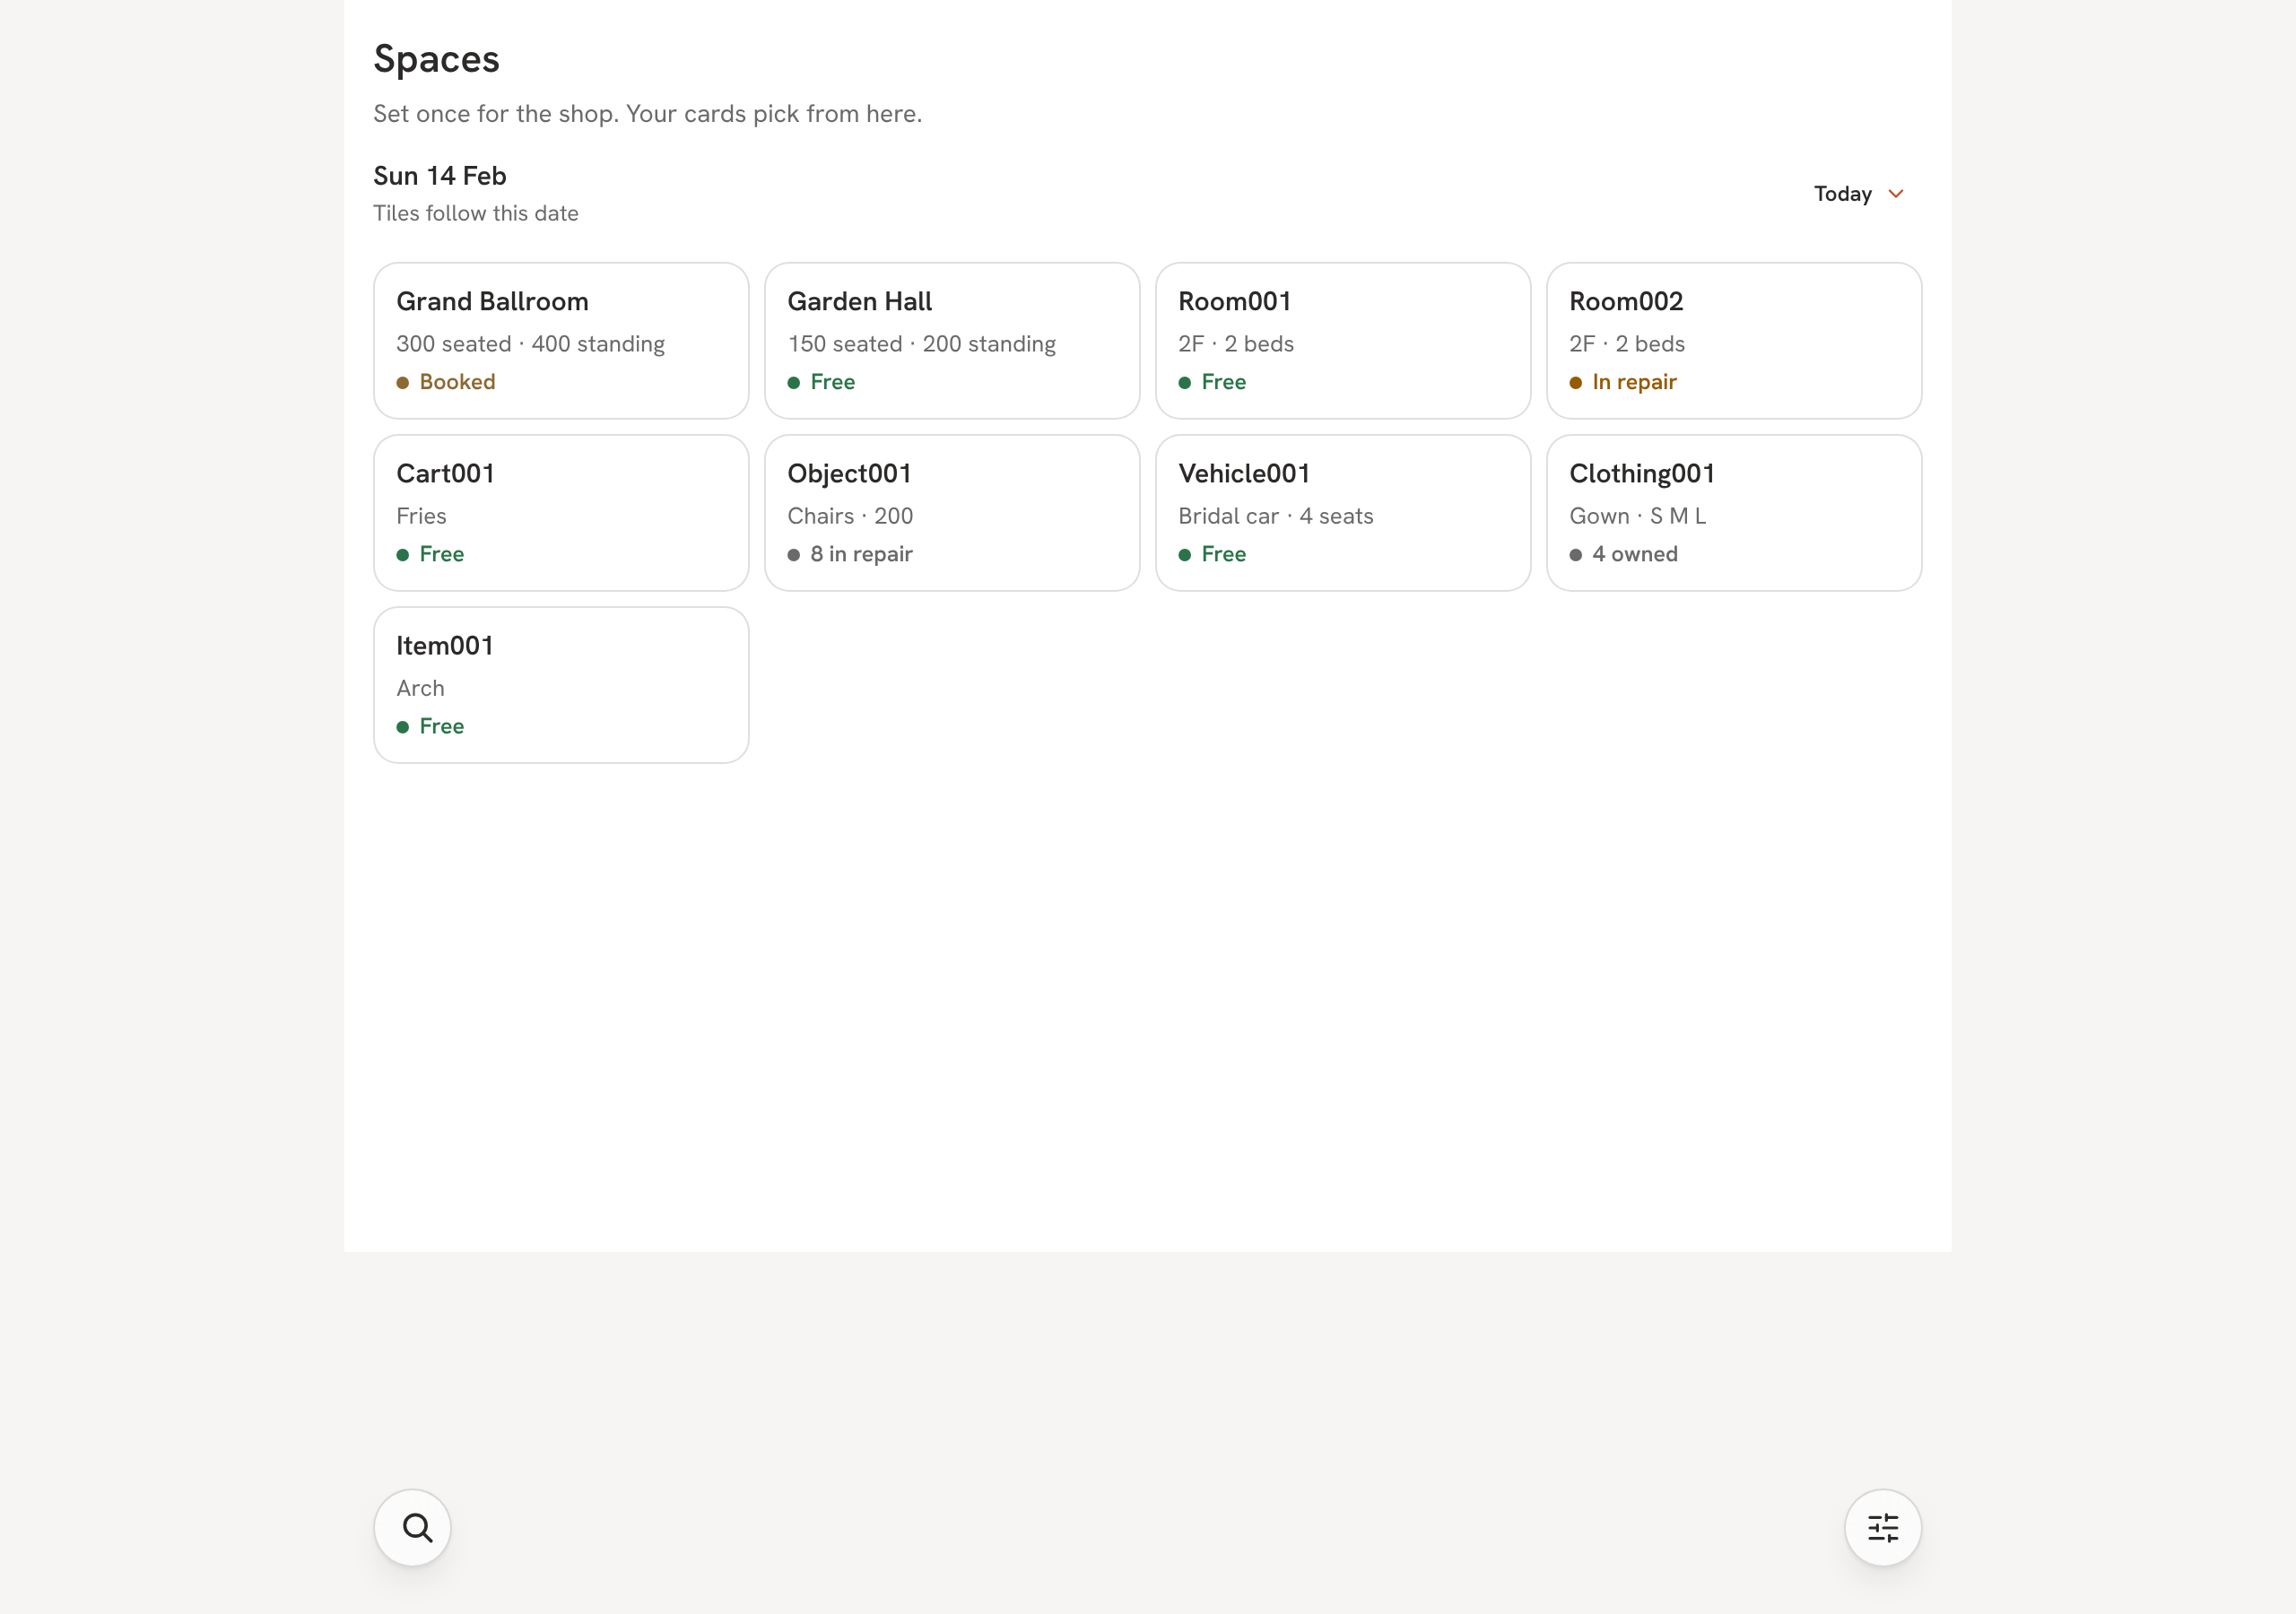 Spaces
Set once for the shop. Your cards pick from here.
Sun 14 Feb
Tiles follow this date
Today
Grand Ballroom
300 seated · 400 standing
Booked
Garden Hall
150 seated · 200 standing
Free
Room001
2F · 2 beds
Free
Room002
2F · 2 beds
In repair
Cart001
Fries
Free
Object001
Chairs · 200
8 in repair
Vehicle001
Bridal car · 4 seats
Free
Clothing001
Gown · S M L
4 owned
Item001
Arch
Free